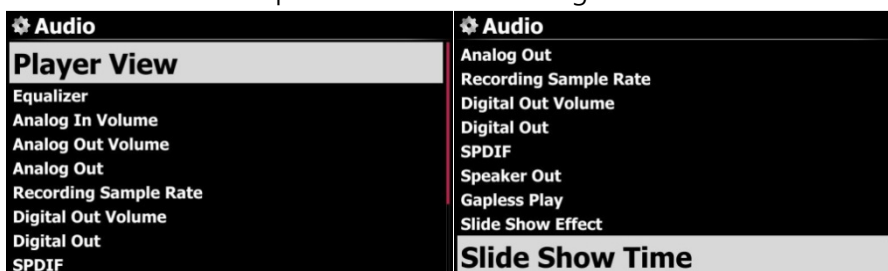 Audio
Player View
Equalizer
Analog In Volume
Analog Out Volume
Analog Out
Recording Sample Rate
Digital Out Volume
Digital Out
SPDIF
Audio
Analog Out
Recording Sample Rate
Digital Out Volume
Digital Out
SPDIF
Speaker Out
Gapless Play
Slide Show Effect
Slide Show Time